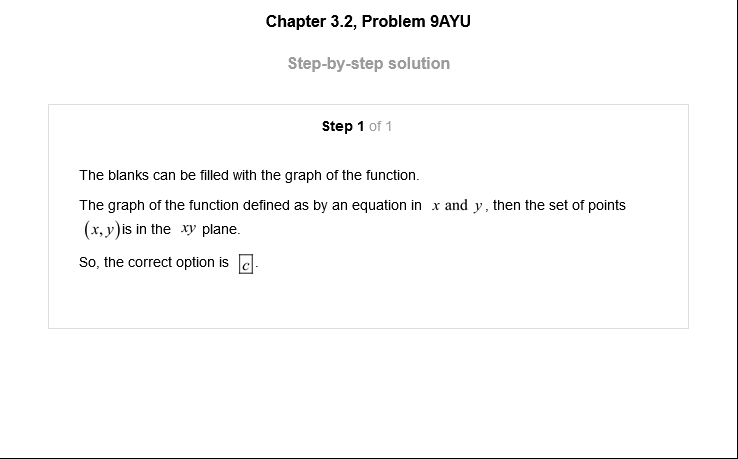 Chapter 3.2, Problem 9AYU
Step-by-step solution
Step 1 of 1
The blanks can be filled with the graph of the function.
The graph of the function defined as by an equation in x and y, then the set of points
(x, y)is in the xy plane.
So, the correct option is c.